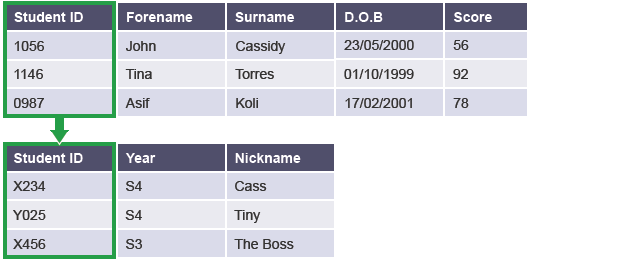 Student ID Forename Surname D.O.B Score
1056 John Cassidy 23/05/2000 56
1146 Tina Torres 01/10/1999 92
0987 Asif Koli 17/02/2001 78
Student ID Year Nickname
X234 S4 Cass
Y025 S4 Tiny
X456 S3 The Boss